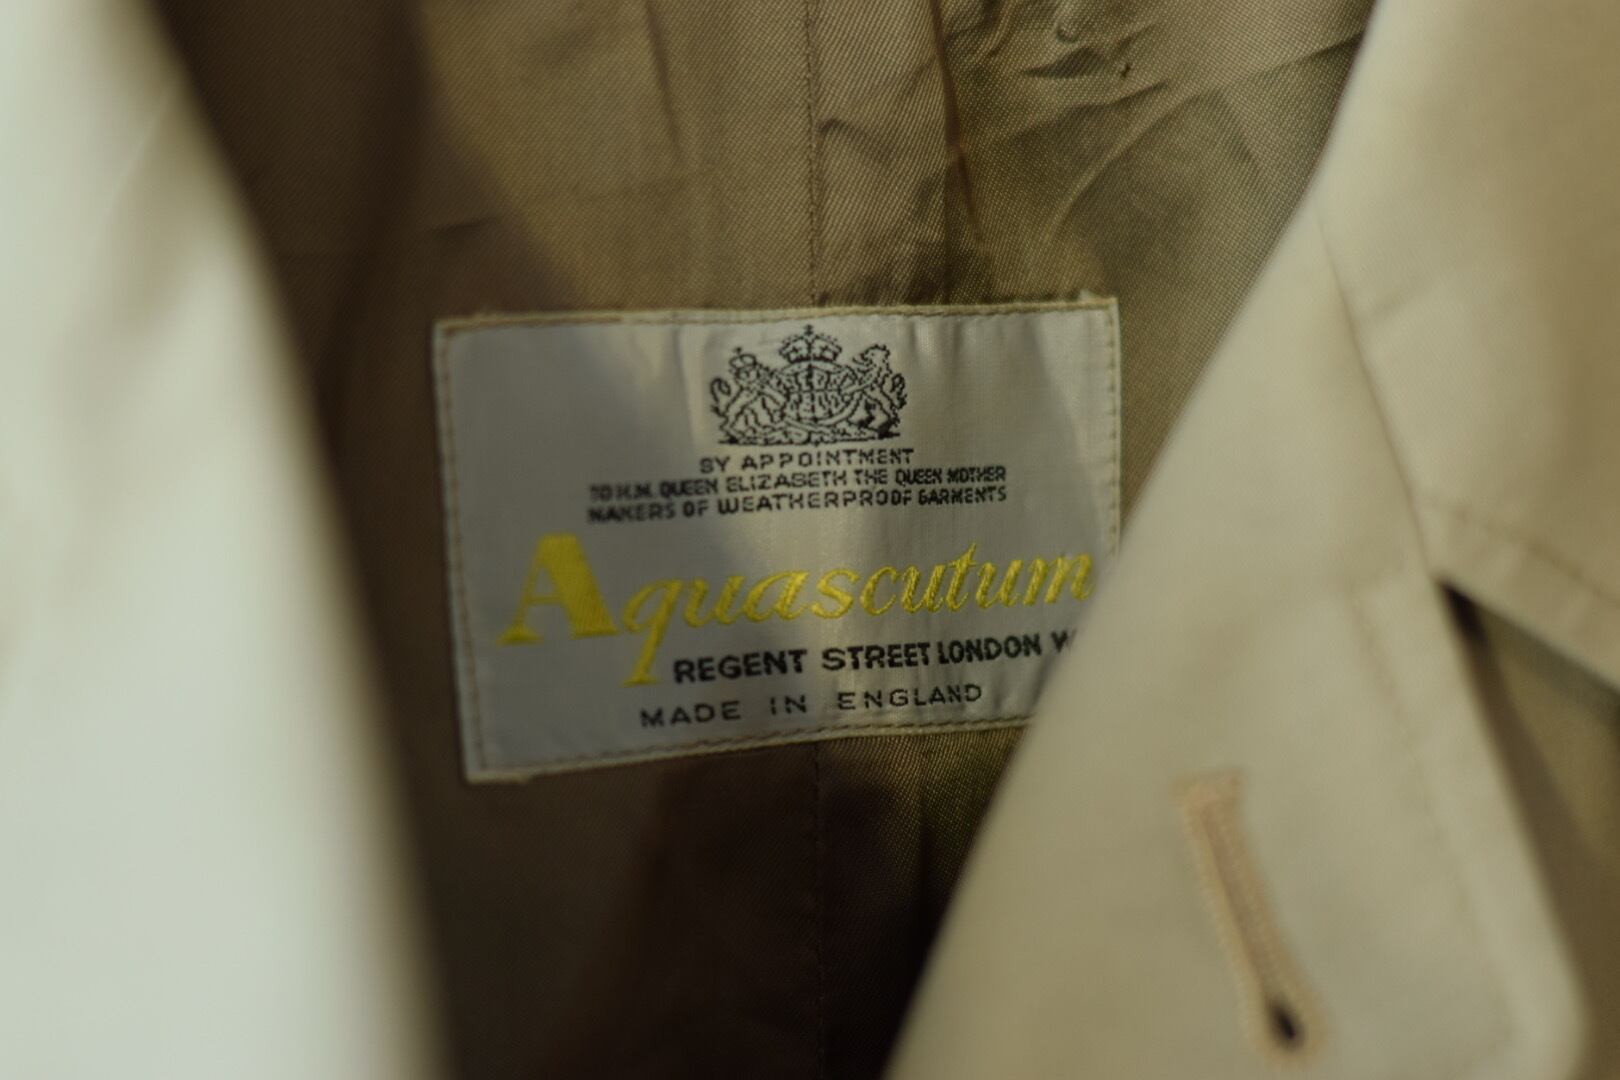 BY APPOINTMENT
TO H.M. QUEEN ELIZABETH THE QUEEN MOTHER
MAKERS OF WEATHERPROOF GARMENTS
Aquascutum
REGENT STREET LONDON W
MADE IN ENGLAND